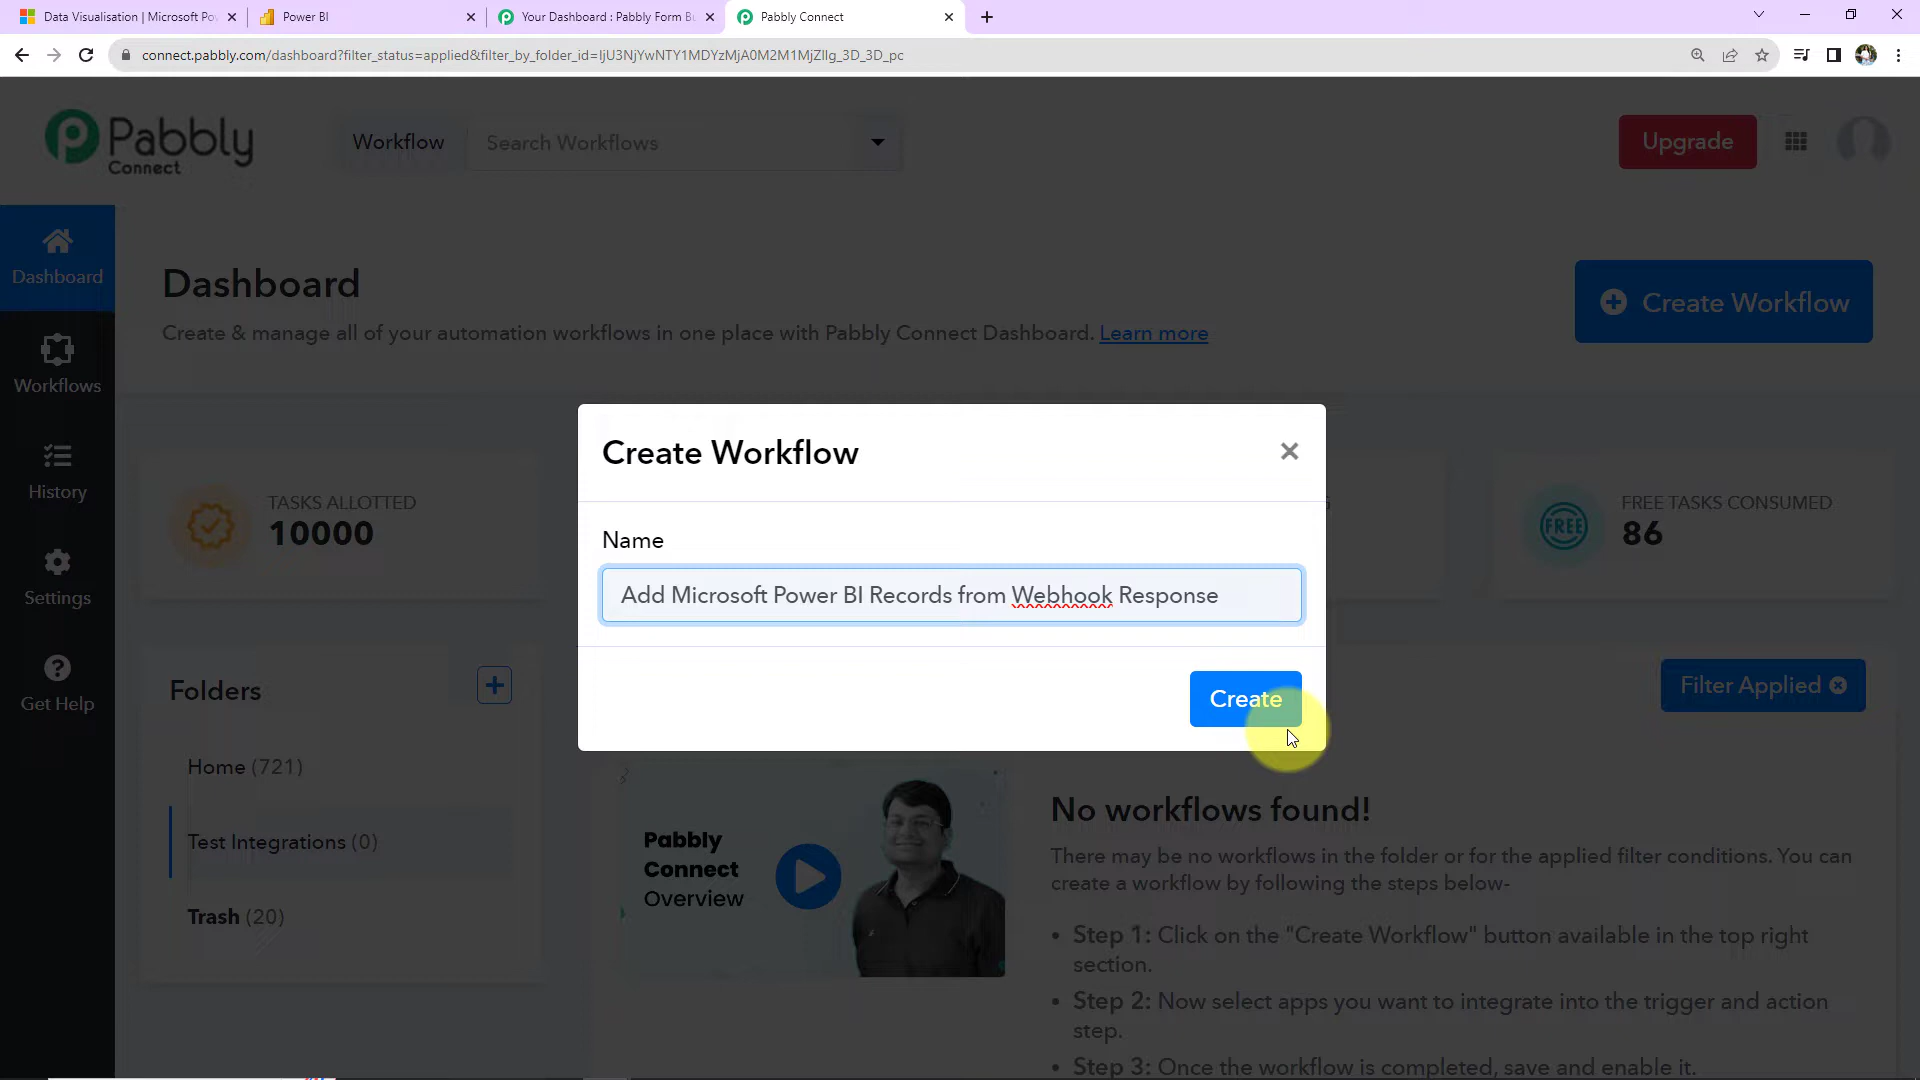 Data Visualisation | Microsoft Po
Power BI
Your Dashboard : Pabbly Form Bu
Pabbly Connect
connect.pabbly.com/dashboard?filter_status=applied&filter_by_folder_id=IjU3NjYwNTY1MDYzMjA0M2M1MjZlIg_3D_3D_pc
Pabbly
Connect
Workflow
Search Workflows
Upgrade
Dashboard
Workflows
History
Settings
Get Help
Dashboard
Create & manage all of your automation workflows in one place with Pabbly Connect Dashboard. Learn more
Create Workflow
TASKS ALLOTTED
10000
FREE
FREE TASKS CONSUMED
86
Create Workflow
Name
Add Microsoft Power BI Records from Webhook Response
Create
Folders
Home (721)
Test Integrations (0)
Trash (20)
Filter Applied
Pabbly
Connect
Overview
No workflows found!
There may be no workflows in the folder or for the applied filter conditions. You can
create a workflow by following the steps below-
• Step 1: Click on the "Create Workflow" button available in the top right
section.
• Step 2: Now select apps you want to integrate into the trigger and action
step.
• Step 3: Once the workflow is completed, save and enable it.